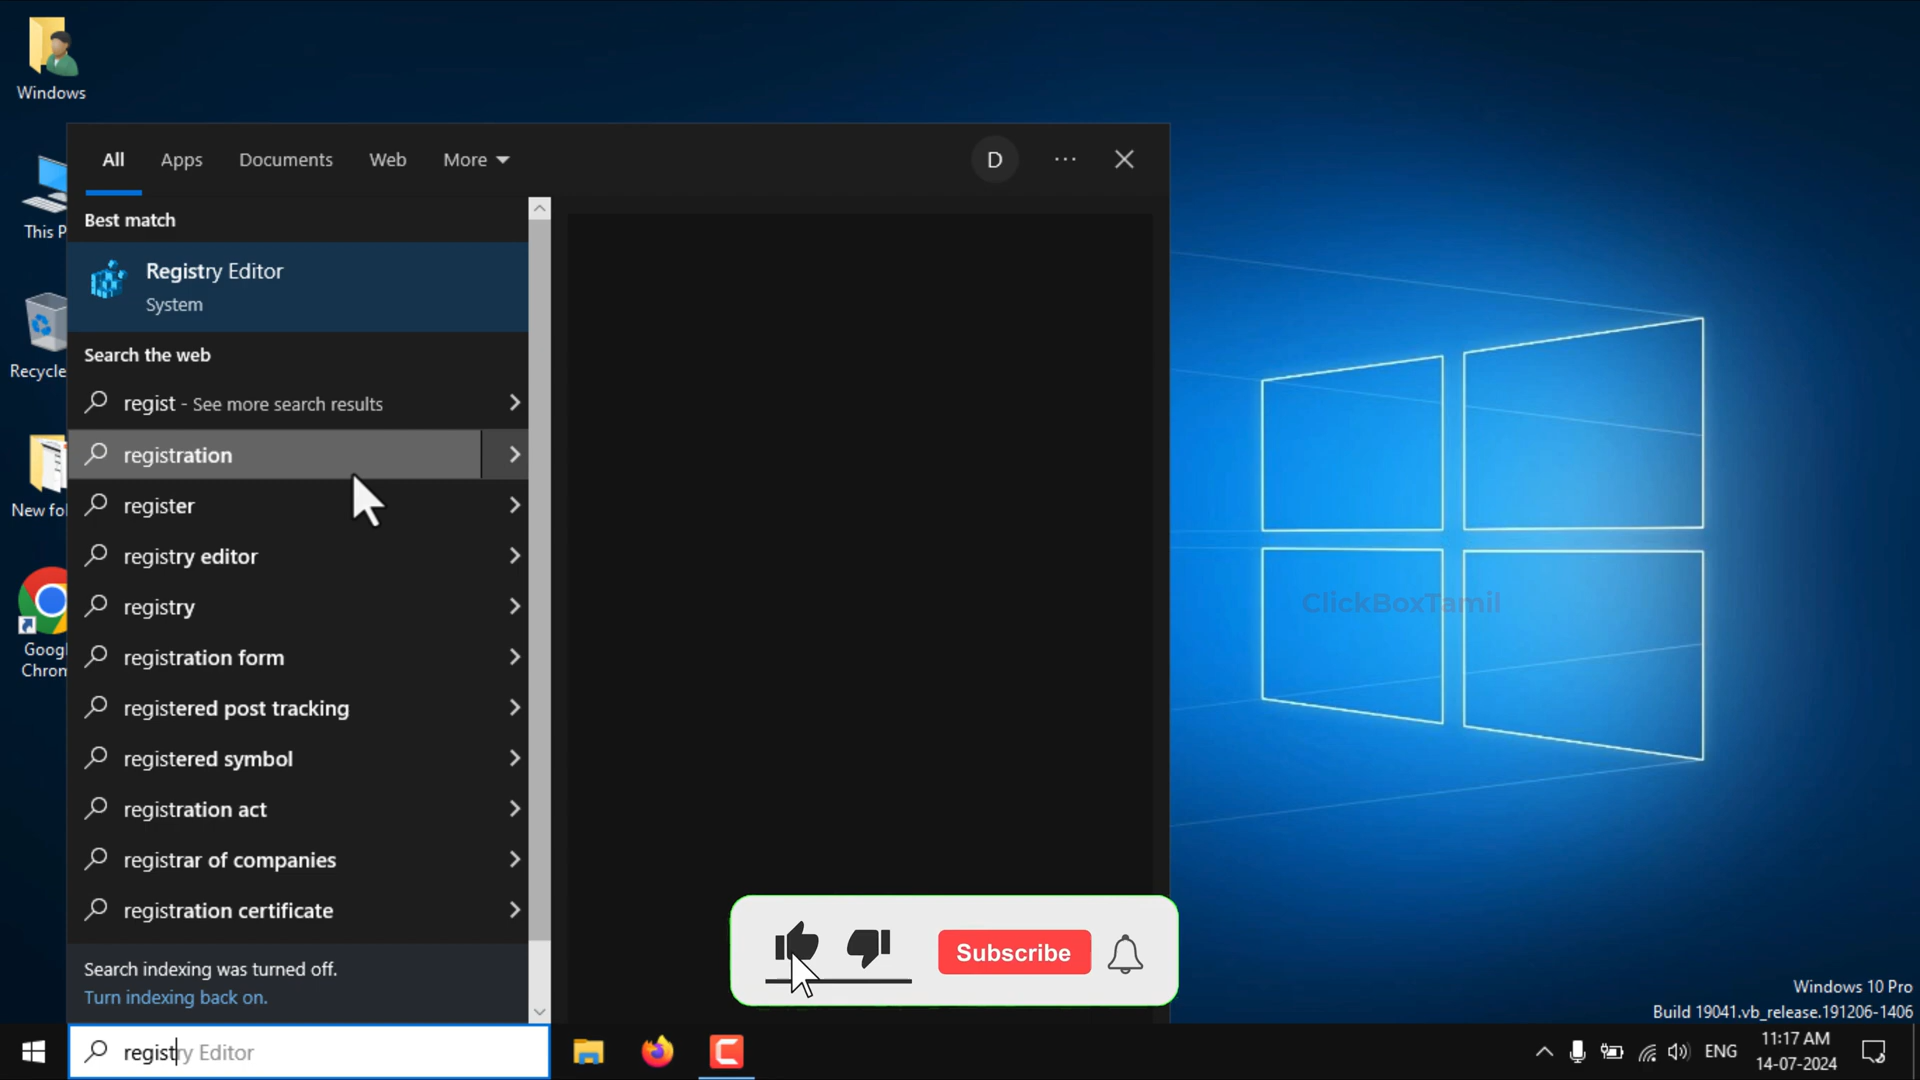 Windows
This P
Recycle
New fol
Googl
Chrom
All Apps Documents Web More D
Best match
Registry Editor
System
Search the web
regist - See more search results
registration
register
registry editor
registry
registration form
registered post tracking
registered symbol
registration act
registrar of companies
registration certificate
Search indexing was turned off.
Turn indexing back on.
registry Editor
ClickBoxTamil
Subscribe
Windows 10 Pro
Build 19041.vb_release.191206-1406
ENG
11:17 AM
14-07-2024